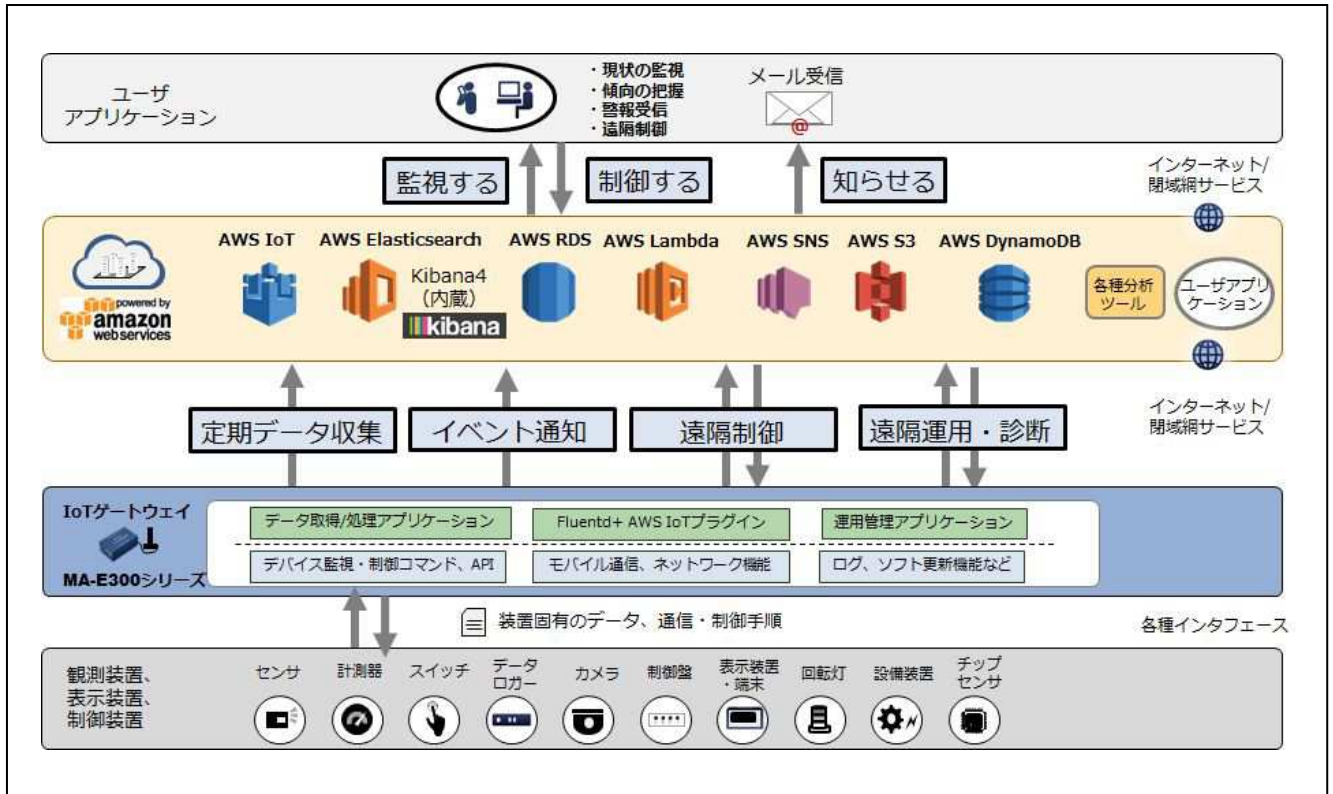 ユーザ
アプリケーション
・現状の監視
・傾向の把握
・警報受信
・遠隔制御
メール受信
@
監視する
制御する
知らせる
インターネット/
閉域網サービス
powered by
amazon
web services
AWS IoT
AWS Elasticsearch
Kibana4
（内蔵）
kibana
AWS RDS
AWS Lambda
AWS SNS
AWS S3
AWS DynamoDB
各種分析
ツール
ユーザアプリ
ケーション
定期データ収集
イベント通知
遠隔制御
遠隔運用・診断
インターネット/
閉域網サービス
IoTゲートウェイ
MA-E300シリーズ
データ取得/処理アプリケーション
Fluentd+ AWS IoTプラグイン
運用管理アプリケーション
デバイス監視・制御コマンド、API
モバイル通信、ネットワーク機能
ログ、ソフト更新機能など
装置固有のデータ、通信・制御手順
各種インタフェース
観測装置、
表示装置、
制御装置
センサ
計測器
スイッチ
データ
ロガー
カメラ
制御盤
表示装置
・端末
回転灯
設備装置
チップ
センサ